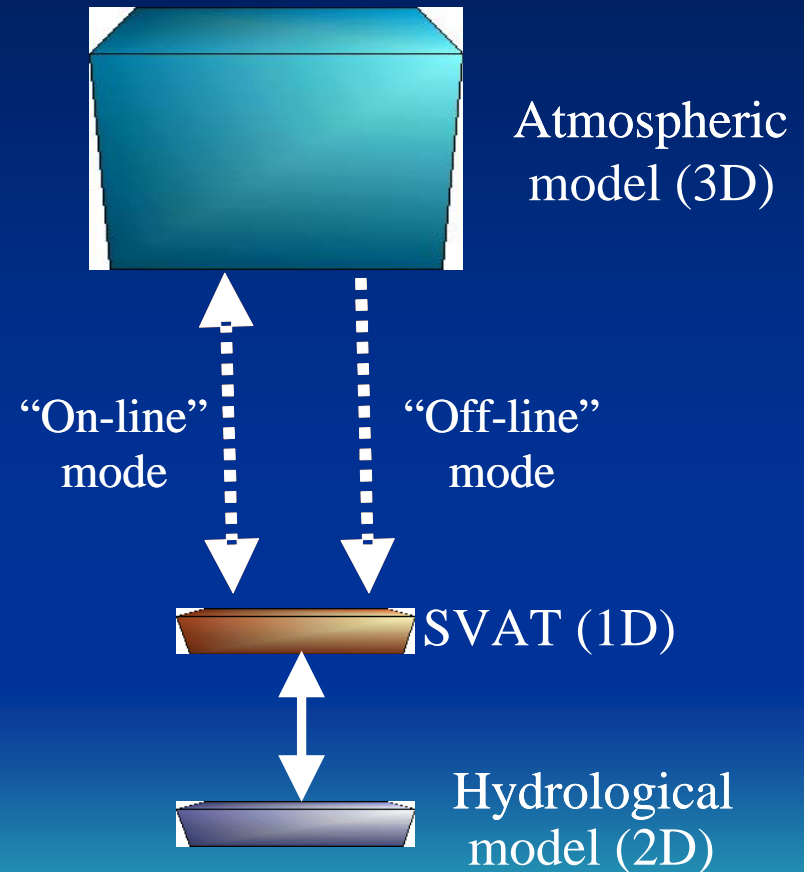 Atmospheric
model (3D)
“On-line”
mode
“Off-line”
mode
SVAT (1D)
Hydrological
model (2D)